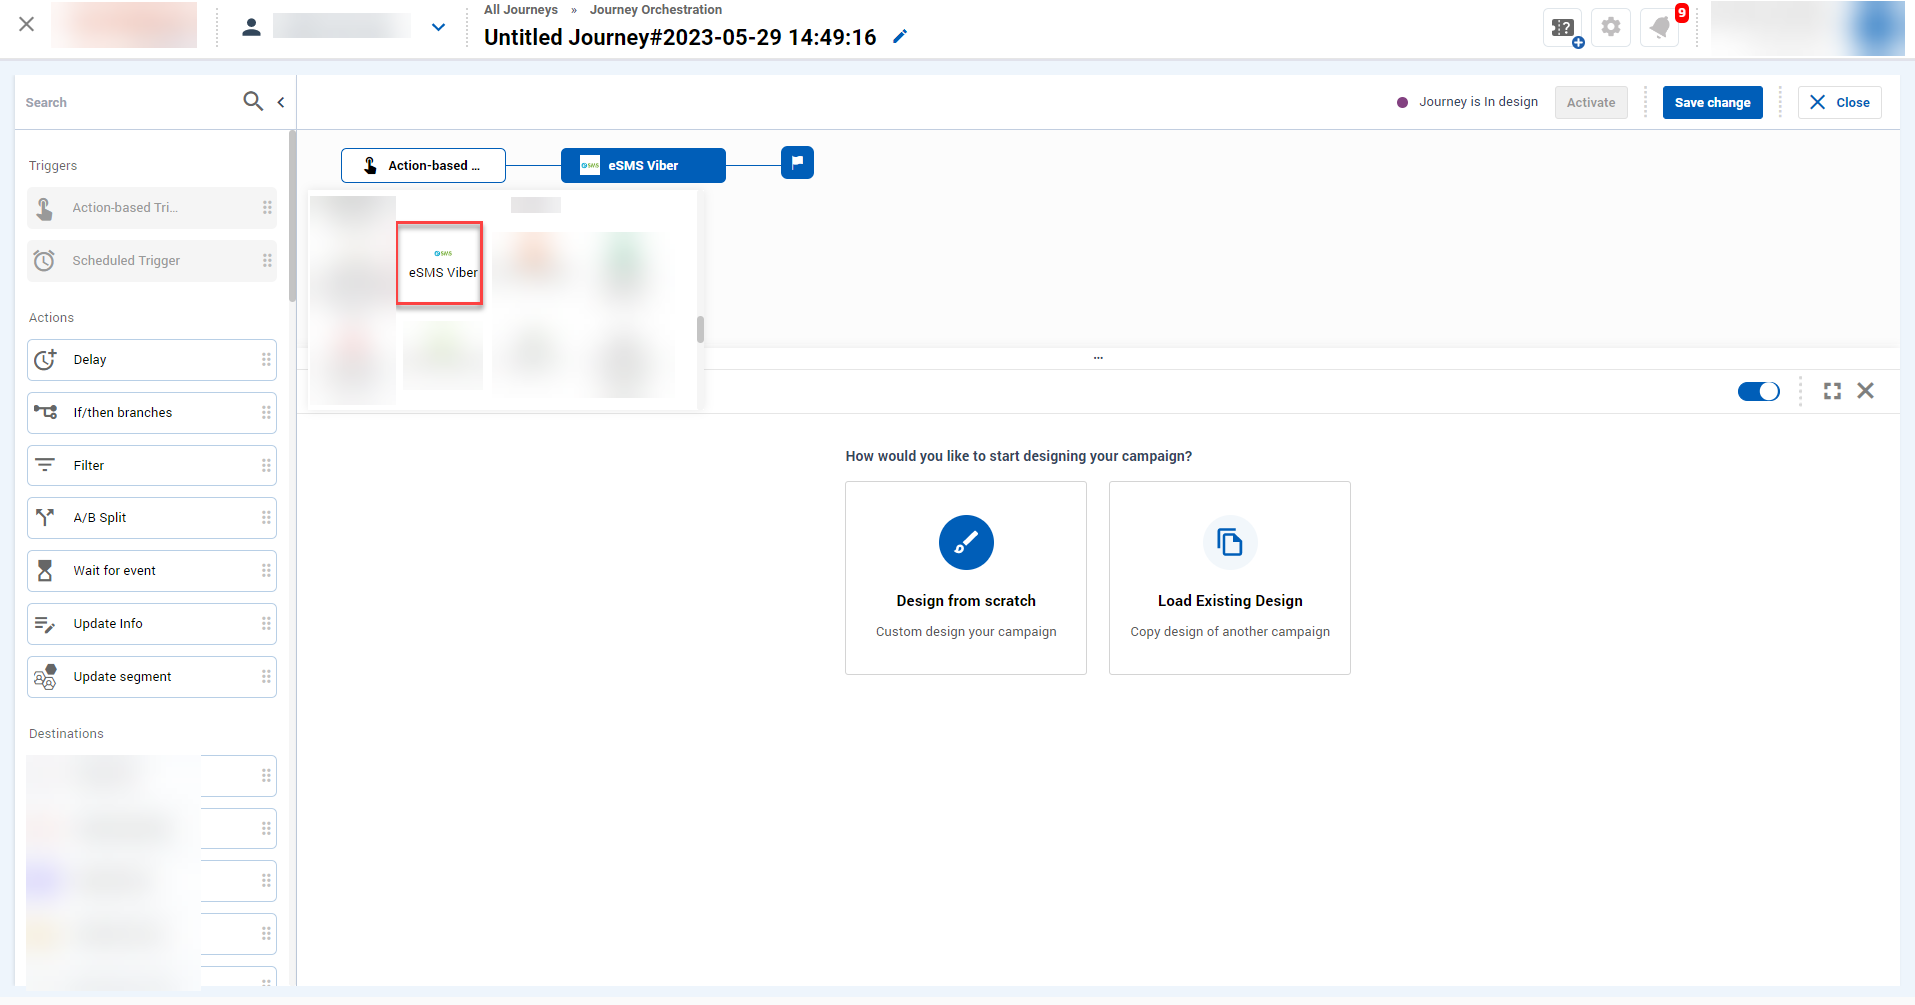 All Journeys » Journey Orchestration
Untitled Journey#2023-05-29 14:49:16
9
Search
Journey is In design
Activate
Save change
Close
Triggers
Action-based Tri...
Scheduled Trigger
Actions
Delay
If/then branches
Filter
A/B Split
Wait for event
Update Info
Update segment
Destinations
Action-based ...
SMS
eSMS Viber
SMS
eSMS Viber
...
How would you like to start designing your campaign?
Design from scratch
Custom design your campaign
Load Existing Design
Copy design of another campaign